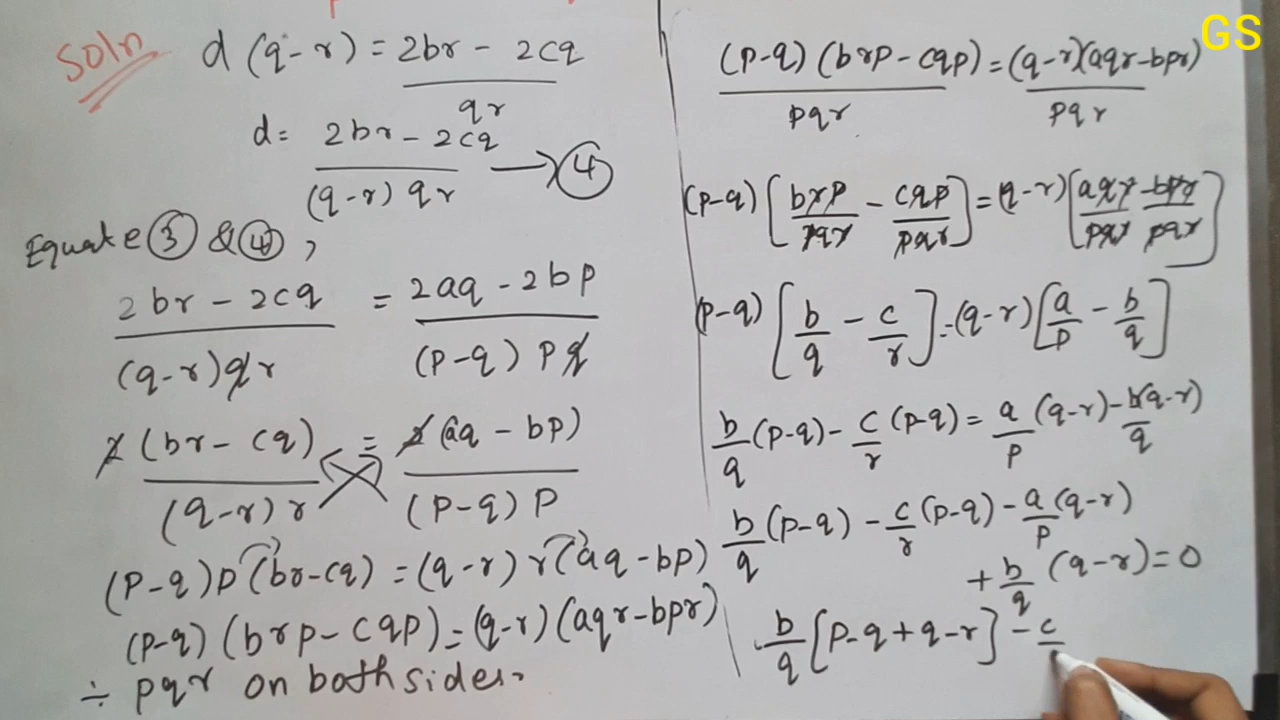 Soln d (q-r) = 2br - 2cq / qr
d = 2br - 2cq / (q-r) qr → ④
Equate ③ & ④,
2br - 2cq / (q-r)qr = 2aq - 2bp / (p-q) pq
2(br - cq) / (q-r) r = 2(aq - bp) / (p-q) p
(p-q)p (br-cq) = (q-r) r(aq-bp)
(p-q) (brp - cqp) = (q-r) (aqr-bpr)
÷ pqr on both sides.
GS
(p-q) (brp - cqp) / pqr = (q-r)(aqr-bpr) / pqr
(p-q) [brp/pqr - cqp/pqr] = (q-r) [aqr/pqr - bpr/pqr]
(p-q) [b/q - c/r] = (q-r) [a/p - b/q]
b/q (p-q) - c/r (p-q) = a/p (q-r) - b(q-r)/q
b/q (p-q) - c/r (p-q) - a/p (q-r)
+ b/q (q-r) = 0
b/q [p-q+q-r] - c